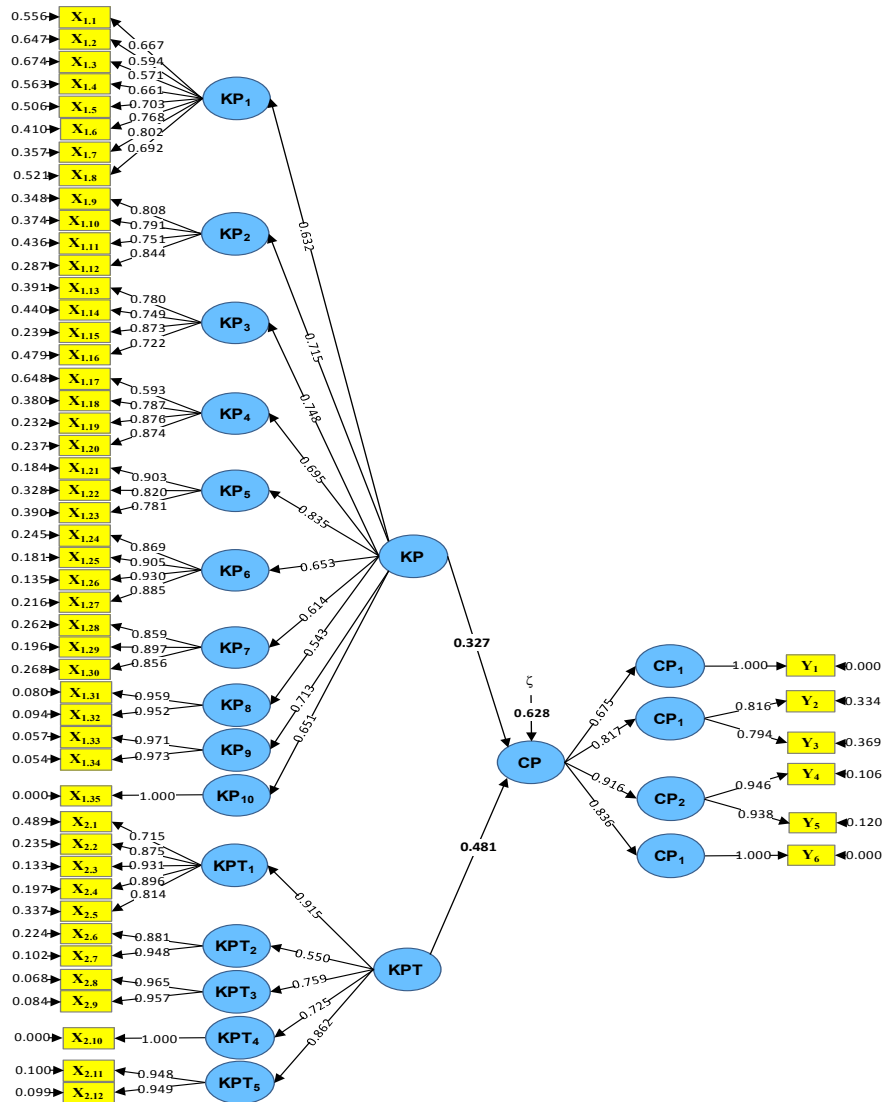 0.556 X1.1
0.647 X1.2
0.674 X1.3
0.563 X1.4
0.506 X1.5
0.410 X1.6
0.357 X1.7
0.521 X1.8
0.667
0.594
0.571
0.661
0.703
0.768
0.802
0.692
KP1
0.348 X1.9
0.374 X1.10
0.436 X1.11
0.287 X1.12
0.808
0.791
0.751
0.844
KP2
0.391 X1.13
0.440 X1.14
0.239 X1.15
0.479 X1.16
0.780
0.749
0.873
0.722
KP3
0.648 X1.17
0.380 X1.18
0.232 X1.19
0.237 X1.20
0.593
0.787
0.876
0.874
KP4
0.184 X1.21
0.328 X1.22
0.390 X1.23
0.903
0.820
0.781
KP5
0.245 X1.24
0.181 X1.25
0.135 X1.26
0.216 X1.27
0.869
0.905
0.930
0.885
KP6
0.262 X1.28
0.196 X1.29
0.268 X1.30
0.859
0.897
0.856
KP7
0.080 X1.31
0.094 X1.32
0.959
0.952
KP8
0.057 X1.33
0.054 X1.34
0.971
0.973
KP9
0.000 X1.35 1.000 KP10
0.632
0.715
0.748
0.695
0.835
0.653
0.614
0.543
0.713
0.651
KP
0.489 X2.1
0.235 X2.2
0.133 X2.3
0.197 X2.4
0.337 X2.5
0.715
0.875
0.931
0.896
0.814
KPT1
0.224 X2.6
0.102 X2.7
0.881
0.948
KPT2
0.068 X2.8
0.084 X2.9
0.965
0.957
KPT3
0.000 X2.10 1.000 KPT4
0.100 X2.11
0.099 X2.12
0.948
0.949
KPT5
0.915
0.550
0.759
0.725
0.862
KPT
0.327
0.481
ζ
0.628
CP
0.675
0.817
0.916
0.836
CP1 1.000 Y1 0.000
CP1
0.816 Y2 0.334
0.794 Y3 0.369
CP2
0.946 Y4 0.106
0.938 Y5 0.120
CP1 1.000 Y6 0.000